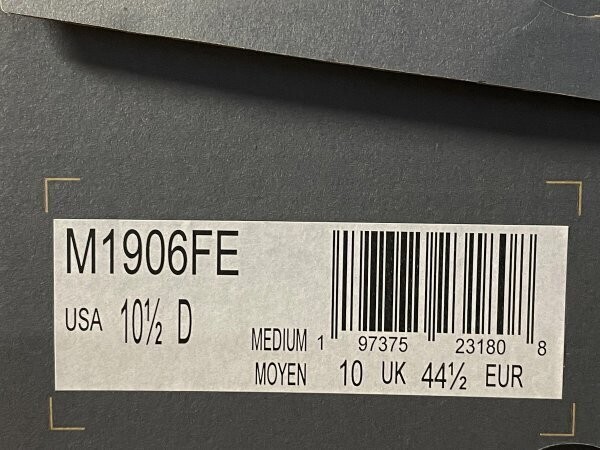 M1906FE
USA 10½ D
MEDIUM 1 97375 23180 8
MOYEN 10 UK 44½ EUR